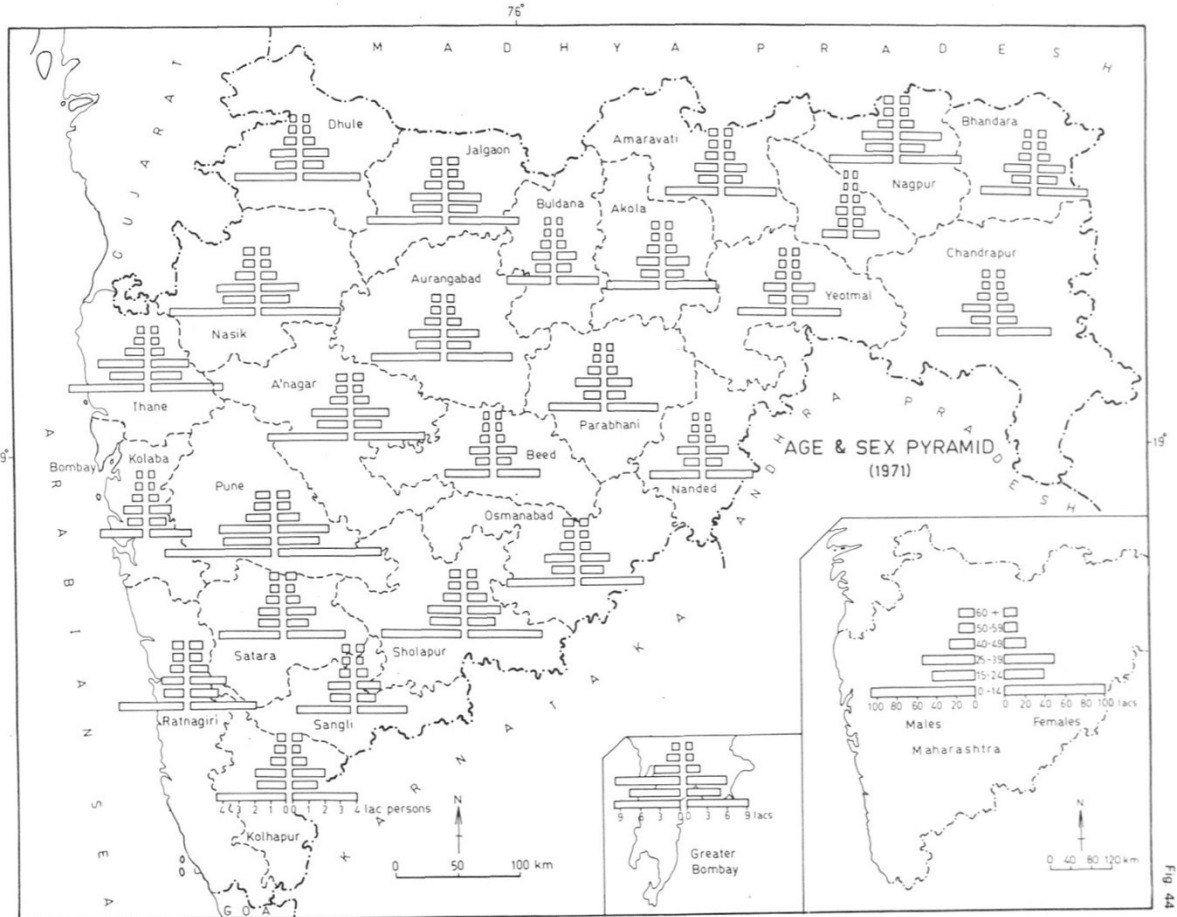 76°
MADHYA PRADESH
GUJARAT
Dhule
Jalgaon
Amaravati
Bhandara
Nagpur
Buldana
Akola
Chandrapur
Aurangabad
Yeotmal
Nasik
A'nagar
Thane
Parabhani
ANDHRA PRADESH
19°
9°
Bombay
Kolaba
Beed
Nanded
AGE & SEX PYRAMID
(1971)
Pune
Osmanabad
ARABIAN SEA
Satara
Sholapur
Ratnagiri
Sangli
KARNATAKA
4 3 2 1 0 0 1 2 3 4 lac persons
Kolhapur
N
0 50 100 km
GOA
9 6 3 0 0 3 6 9 lacs
Greater
Bombay
60 +
50-59
40-49
25-39
15-24
0-14
100 80 60 40 20 0 0 20 40 60 80 100 lacs
Males Females
Maharashtra
N
0 40 80 120 km
Fig. 44